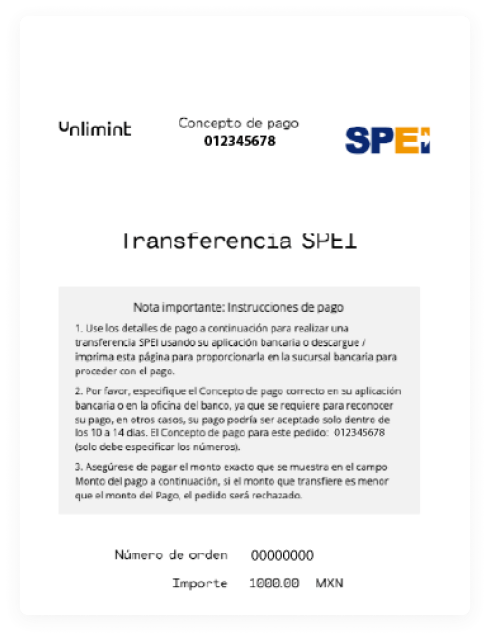 Unlimint
Concepto de pago
012345678
SPEI
Transferencia SPEI
Nota importante: Instrucciones de pago
1. Use los detalles de pago a continuación para realizar una
transferencia SPEI usando su aplicación bancaria o descargue /
imprima esta página para proporcionarla en la sucursal bancaria para
proceder con el pago.
2. Por favor, especifique el Concepto de pago correcto en su aplicación
bancaria o en la oficina del banco, ya que se requiere para reconocer
su pago, en otros casos, su pago podría ser aceptado solo dentro de
los 10 a 14 días. El Concepto de pago para este pedido: 012345678
(solo debe especificar los números).
3. Asegúrese de pagar el monto exacto que se muestra en el campo
Monto del pago a continuación, si el monto que transfiere es menor
que el monto del Pago, el pedido será rechazado.
Número de orden 00000000
Importe 1000.00 MXN